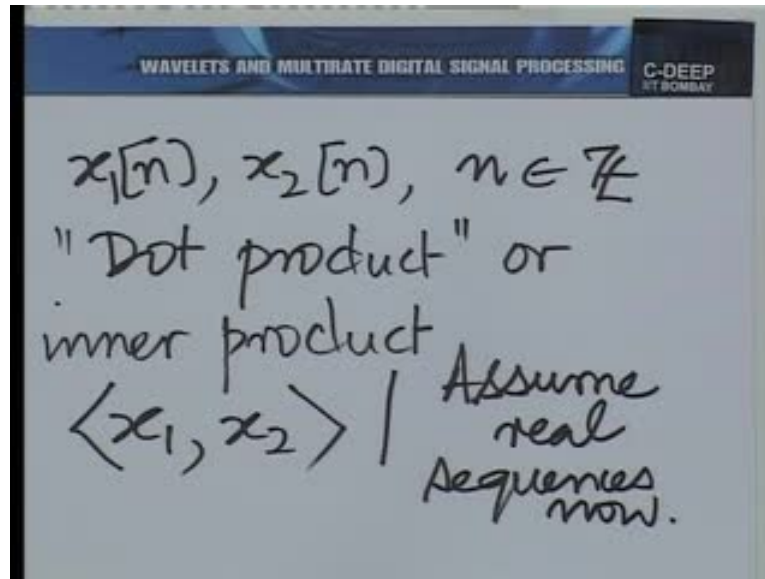 WAVELETS AND MULTIRATE DIGITAL SIGNAL PROCESSING
C-DEEP
IIT BOMBAY
x₁[n], x₂[n], n ∈ ℤ
"Dot product" or
inner product
⟨x₁, x₂⟩ | Assume
real
sequences
now.